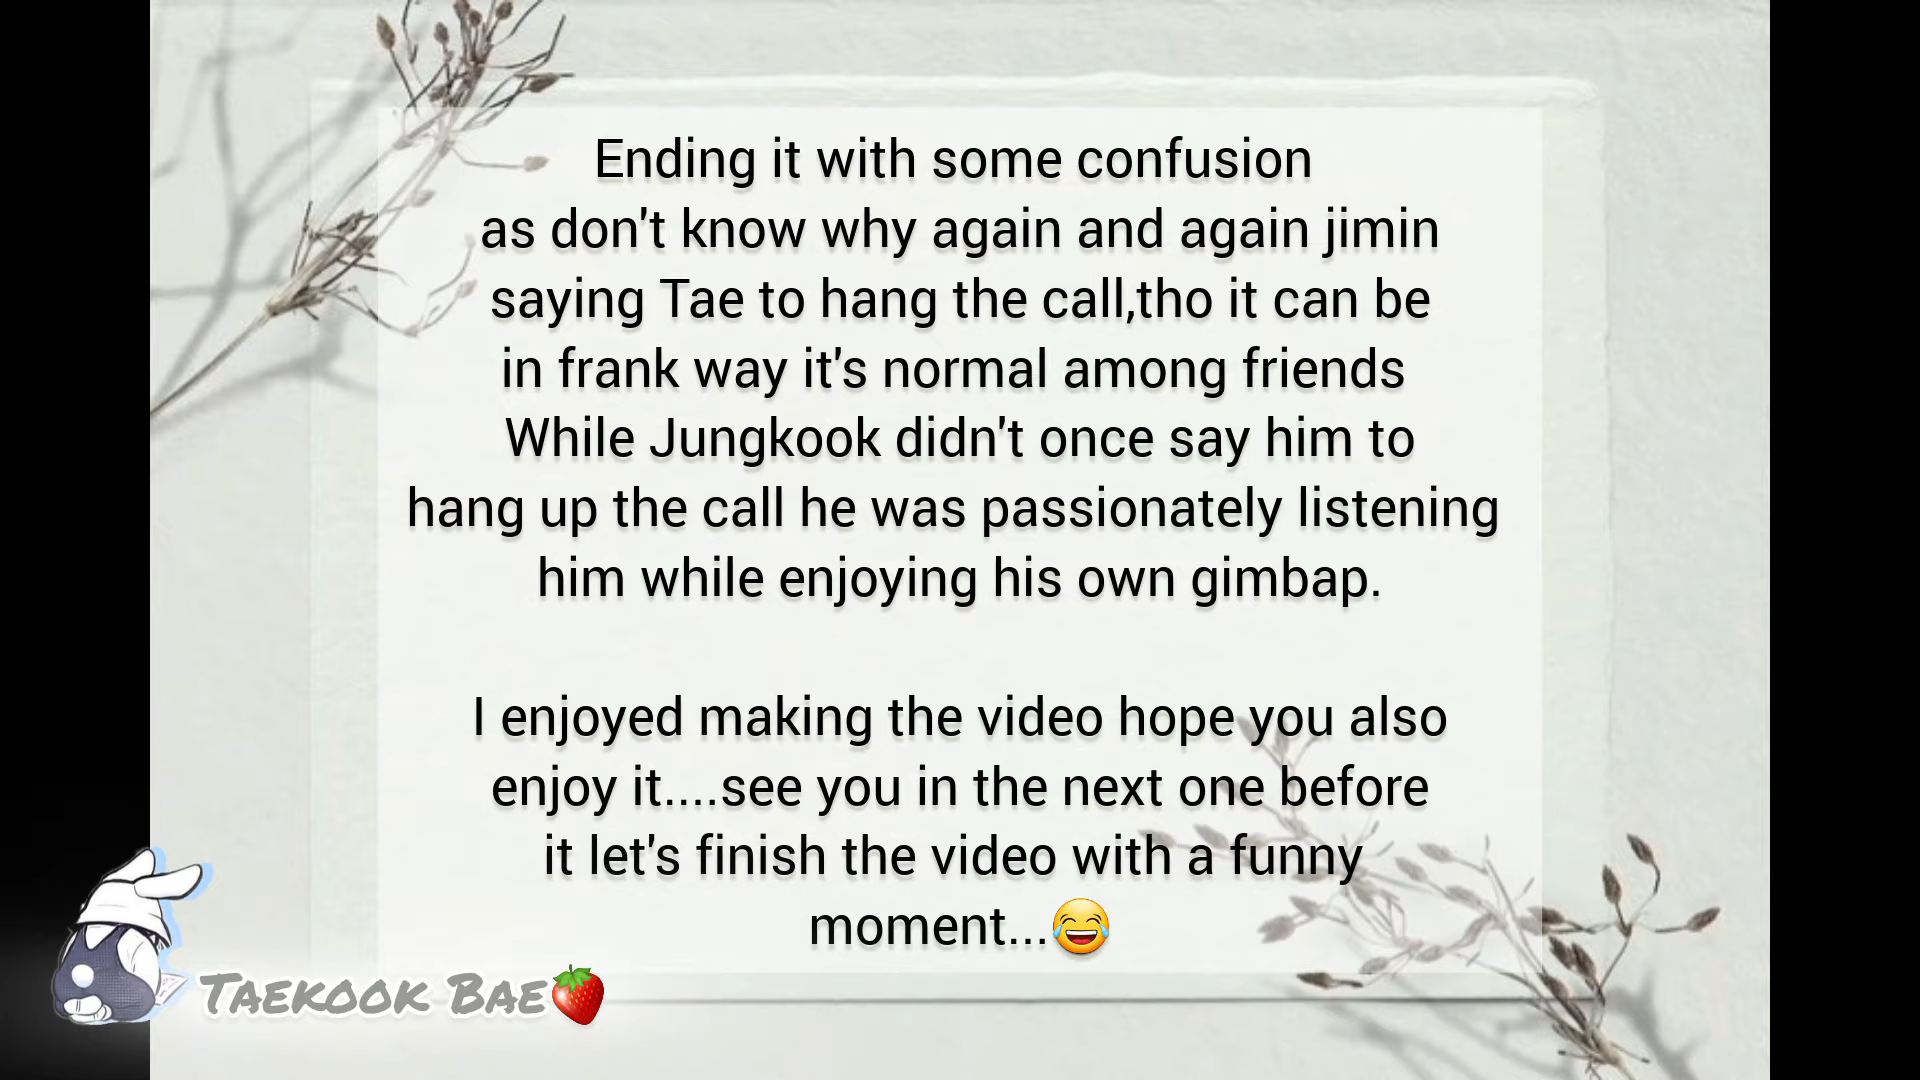 Ending it with some confusion
as don't know why again and again jimin
saying Tae to hang the call,tho it can be
in frank way it's normal among friends
While Jungkook didn't once say him to
hang up the call he was passionately listening
him while enjoying his own gimbap.
I enjoyed making the video hope you also
enjoy it....see you in the next one before
it let's finish the video with a funny
moment...😂
Taekook Bae🍓